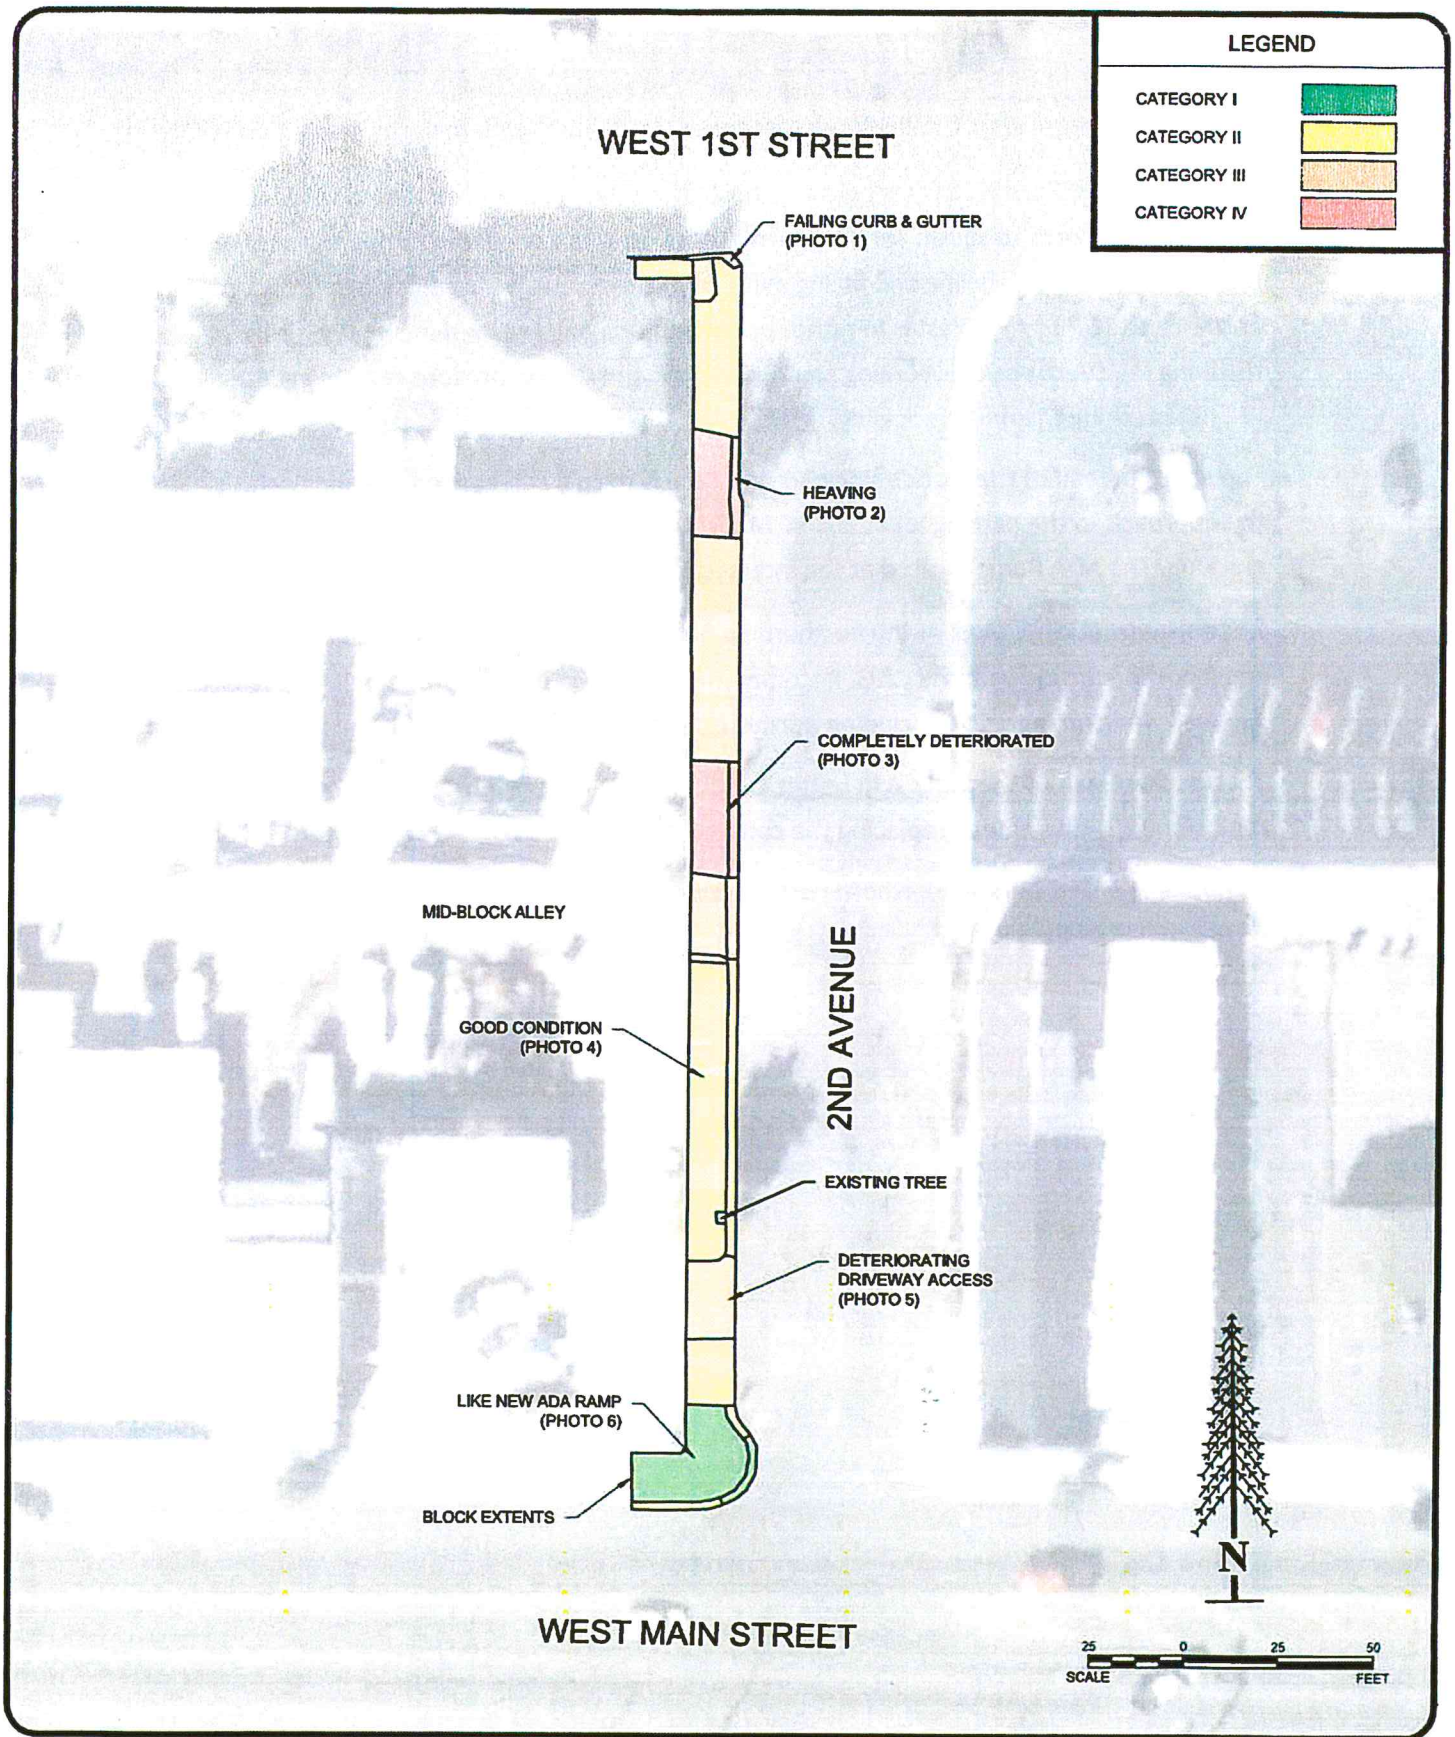 LEGEND
CATEGORY I
CATEGORY II
CATEGORY III
CATEGORY IV
WEST 1ST STREET
FAILING CURB & GUTTER
(PHOTO 1)
HEAVING
(PHOTO 2)
COMPLETELY DETERIORATED
(PHOTO 3)
MID-BLOCK ALLEY
2ND AVENUE
GOOD CONDITION
(PHOTO 4)
EXISTING TREE
DETERIORATING
DRIVEWAY ACCESS
(PHOTO 5)
LIKE NEW ADA RAMP
(PHOTO 6)
BLOCK EXTENTS
N
WEST MAIN STREET
25 0 25 50
SCALE FEET